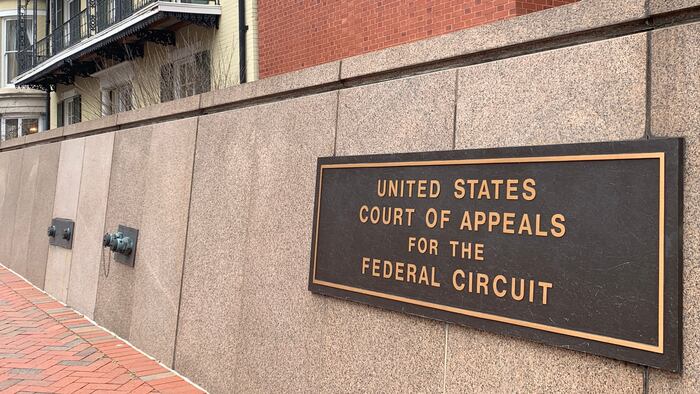 UNITED STATES
COURT OF APPEALS
FOR THE
FEDERAL CIRCUIT